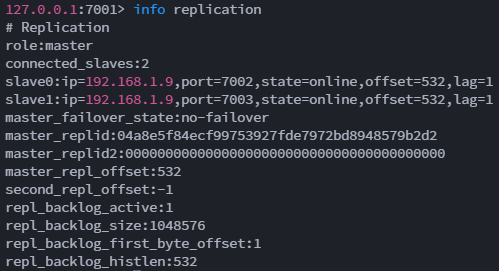 127.0.0.1:7001> info replication
# Replication
role:master
connected_slaves:2
slave0:ip=192.168.1.9,port=7002,state=online,offset=532,lag=1
slave1:ip=192.168.1.9,port=7003,state=online,offset=532,lag=1
master_failover_state:no-failover
master_replid:04a8e5f84ecf99753927fde7972bd8948579b2d2
master_replid2:0000000000000000000000000000000000000000
master_repl_offset:532
second_repl_offset:-1
repl_backlog_active:1
repl_backlog_size:1048576
repl_backlog_first_byte_offset:1
repl_backlog_histlen:532